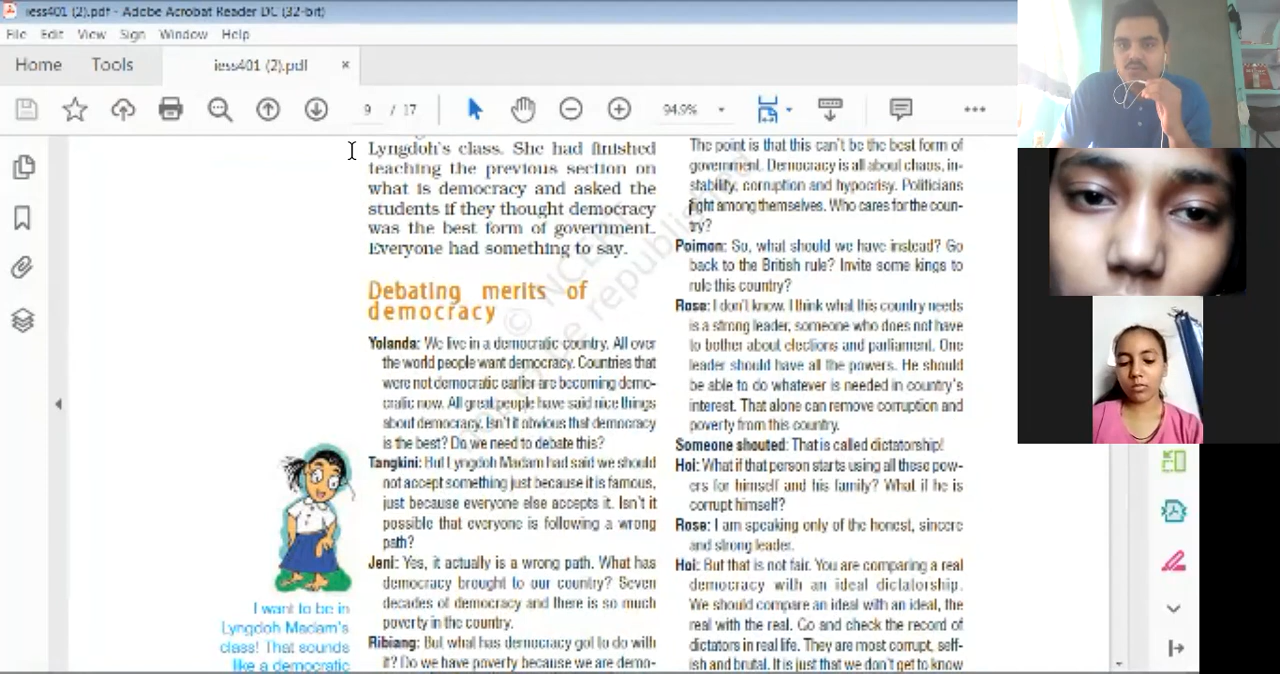 iess401 (2).pdf - Adobe Acrobat Reader DC (32-bit)
File Edit View Sign Window Help
Home Tools iess401 (2).pdf ×
9 / 17 94.9%
Lyngdoh's class. She had finished
teaching the previous section on
what is democracy and asked the
students if they thought democracy
was the best form of government.
Everyone had something to say.
Debating merits of
democracy
Yolanda: We live in a democratic country. All over
the world people want democracy. Countries that
were not democratic earlier are becoming demo-
cratic now. All great people have said nice things
about democracy. Isn't it obvious that democracy
is the best? Do we need to debate this?
Tangkini: But Lyngdoh Madam had said we should
not accept something just because it is famous,
just because everyone else accepts it. Isn't it
possible that everyone is following a wrong
path?
Jeni: Yes, it actually is a wrong path. What has
democracy brought to our country? Seven
decades of democracy and there is so much
poverty in the country.
Ribiang: But what has democracy got to do with
it? Do we have poverty because we are demo-
I want to be in
Lyngdoh Madam's
class! That sounds
like a democratic
The point is that this can't be the best form of
government. Democracy is all about chaos, in-
stability, corruption and hypocrisy. Politicians
fight among themselves. Who cares for the coun-
try?
Poimon: So, what should we have instead? Go
back to the British rule? Invite some kings to
rule this country?
Rose: I don't know. I think what this country needs
is a strong leader, someone who does not have
to bother about elections and parliament. One
leader should have all the powers. He should
be able to do whatever is needed in country's
interest. That alone can remove corruption and
poverty from this country.
Someone shouted: That is called dictatorship!
Hoi: What if that person starts using all these pow-
ers for himself and his family? What if he is
corrupt himself?
Rose: I am speaking only of the honest, sincere
and strong leader.
Hoi: But that is not fair. You are comparing a real
democracy with an ideal dictatorship.
We should compare an ideal with an ideal, the
real with the real. Go and check the record of
dictators in real life. They are most corrupt, self-
ish and brutal. It is just that we don't get to know